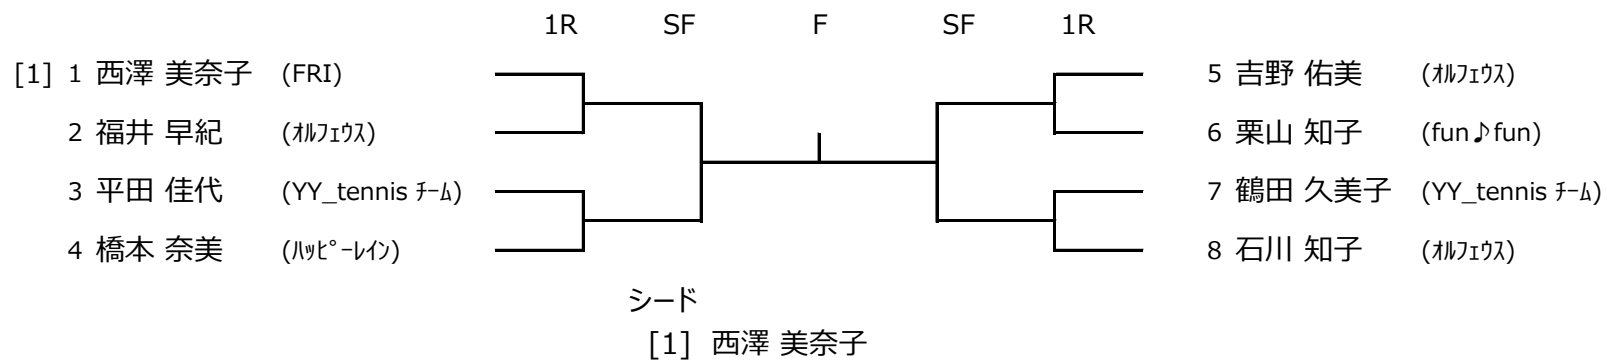 1R SF F SF 1R
[1] 1 西澤 美奈子 (FRI) 5 吉野 佑美 (ｵﾙﾌｪｳｽ)
2 福井 早紀 (ｵﾙﾌｪｳｽ) 6 栗山 知子 (fun♪fun)
3 平田 佳代 (YY_tennis ﾁｰﾑ) 7 鶴田 久美子 (YY_tennis ﾁｰﾑ)
4 橋本 奈美 (ﾊｯﾋﾟｰﾚｲﾝ) 8 石川 知子 (ｵﾙﾌｪｳｽ)
シード
[1] 西澤 美奈子